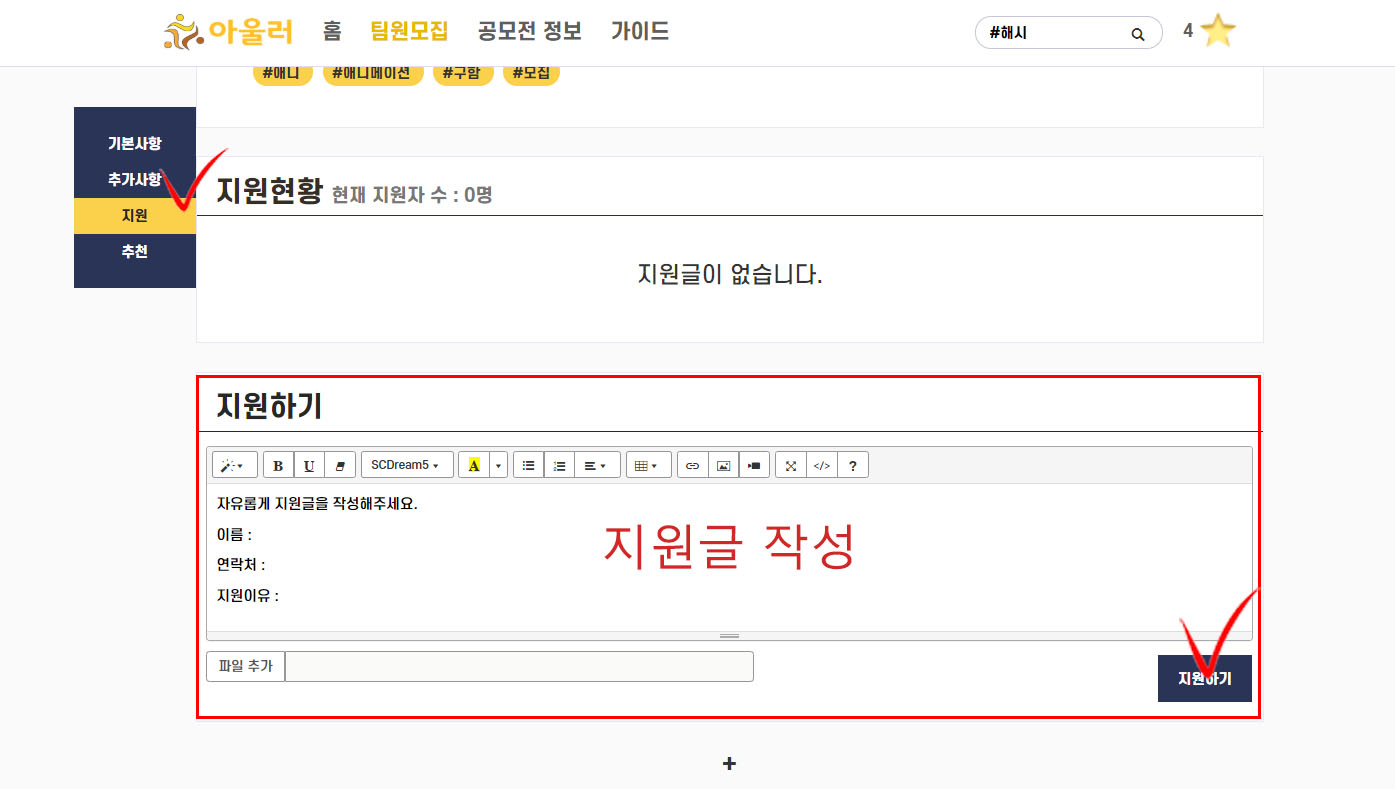 아울러 홈 팀원모집 공모전 정보 가이드 #해시 4
#애니 #애니메이션 #구함 #모집
기본사항
추가사항
지원
추천
지원현황 현재 지원자 수 : 0명
지원글이 없습니다.
지원하기
B U SCDream5 A </> ?
자유롭게 지원글을 작성해주세요.
이름 :
연락처 :
지원이유 :
지원글 작성
파일 추가
지원하기
+